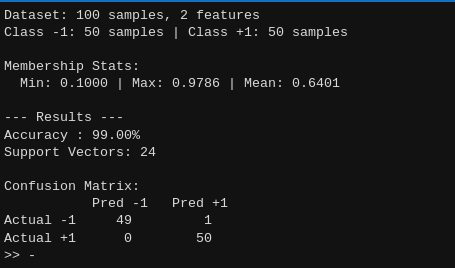 Dataset: 100 samples, 2 features
Class -1: 50 samples | Class +1: 50 samples
Membership Stats:
Min: 0.1000 | Max: 0.9786 | Mean: 0.6401
--- Results ---
Accuracy : 99.00%
Support Vectors: 24
Confusion Matrix:
Pred -1 Pred +1
Actual -1 49 1
Actual +1 0 50
>> -